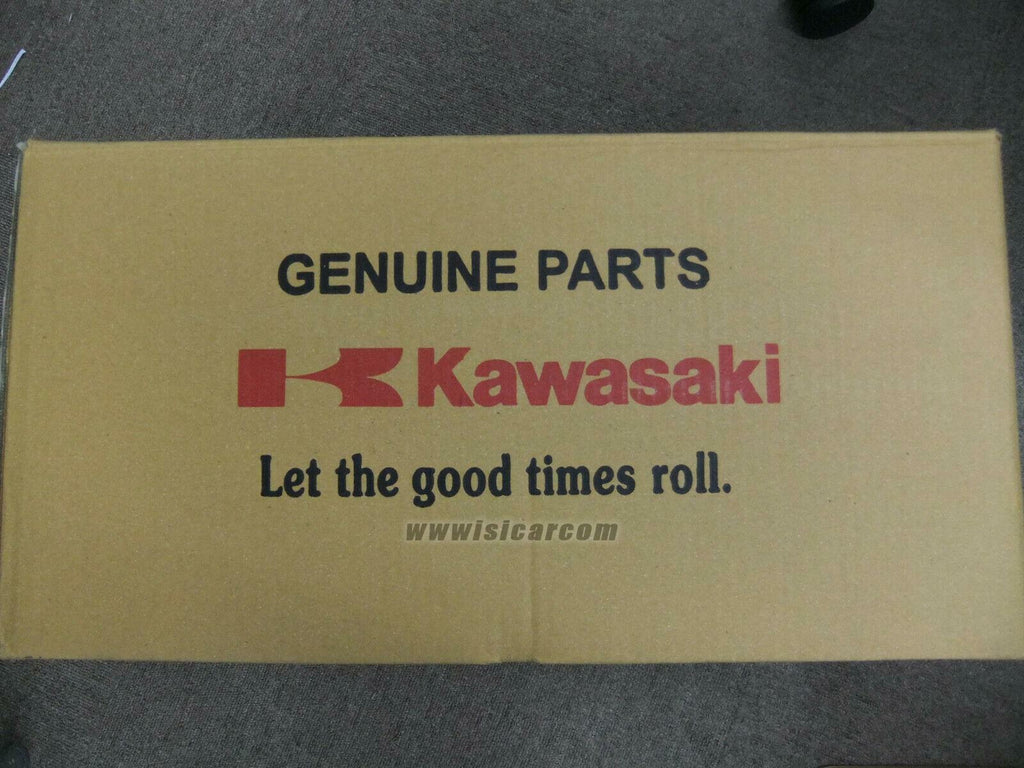 GENUINE PARTS
Kawasaki
Let the good times roll.
wwwisicarcom